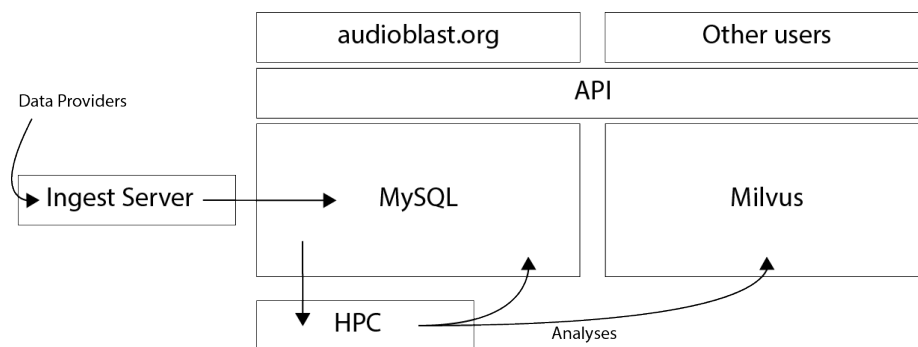 audioblast.org
Other users
API
Data Providers
Ingest Server
MySQL
Milvus
HPC
Analyses